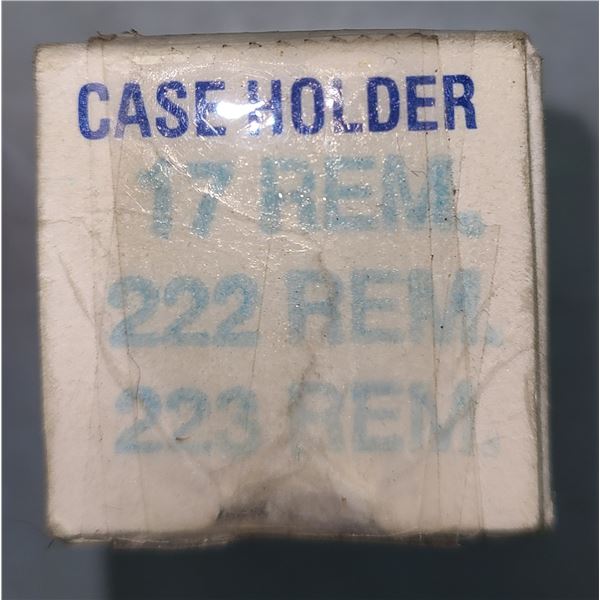 CASE HOLDER
17 REM.
222 REM.
223 REM.